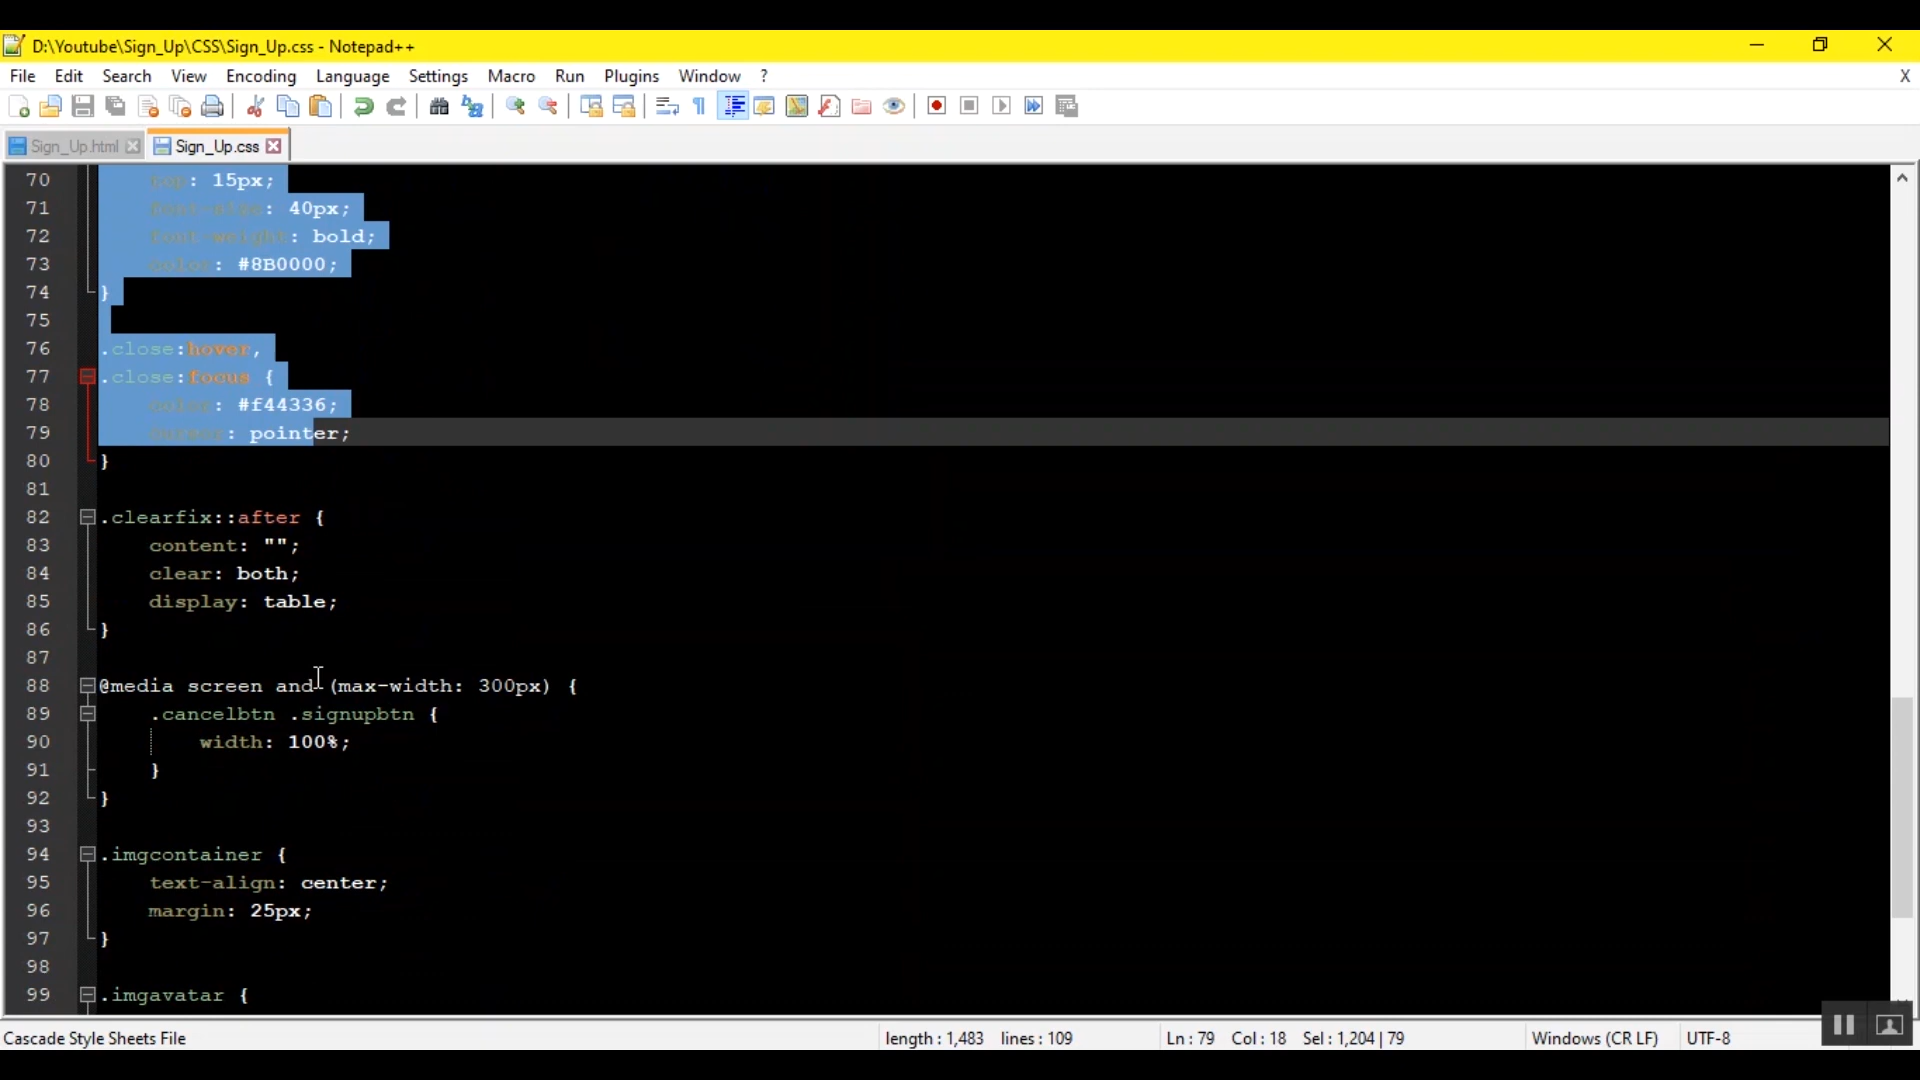 D:\Youtube\Sign_Up\CSS\Sign_Up.css - Notepad++
File Edit Search View Encoding Language Settings Macro Run Plugins Window ? X
Sign_Up.html Sign_Up.css
70 top: 15px;
71 font-size: 40px;
72 font-weight: bold;
73 color: #8B0000;
74 }
75
76 .close:hover,
77 .close:focus {
78 color: #f44336;
79 cursor: pointer;
80 }
81
82 .clearfix::after {
83 content: "";
84 clear: both;
85 display: table;
86 }
87
88 @media screen and (max-width: 300px) {
89 .cancelbtn .signupbtn {
90 width: 100%;
91 }
92 }
93
94 .imgcontainer {
95 text-align: center;
96 margin: 25px;
97 }
98
99 .imgavatar {
Cascade Style Sheets File length : 1,483 lines : 109 Ln : 79 Col : 18 Sel : 1,204 | 79 Windows (CR LF) UTF-8